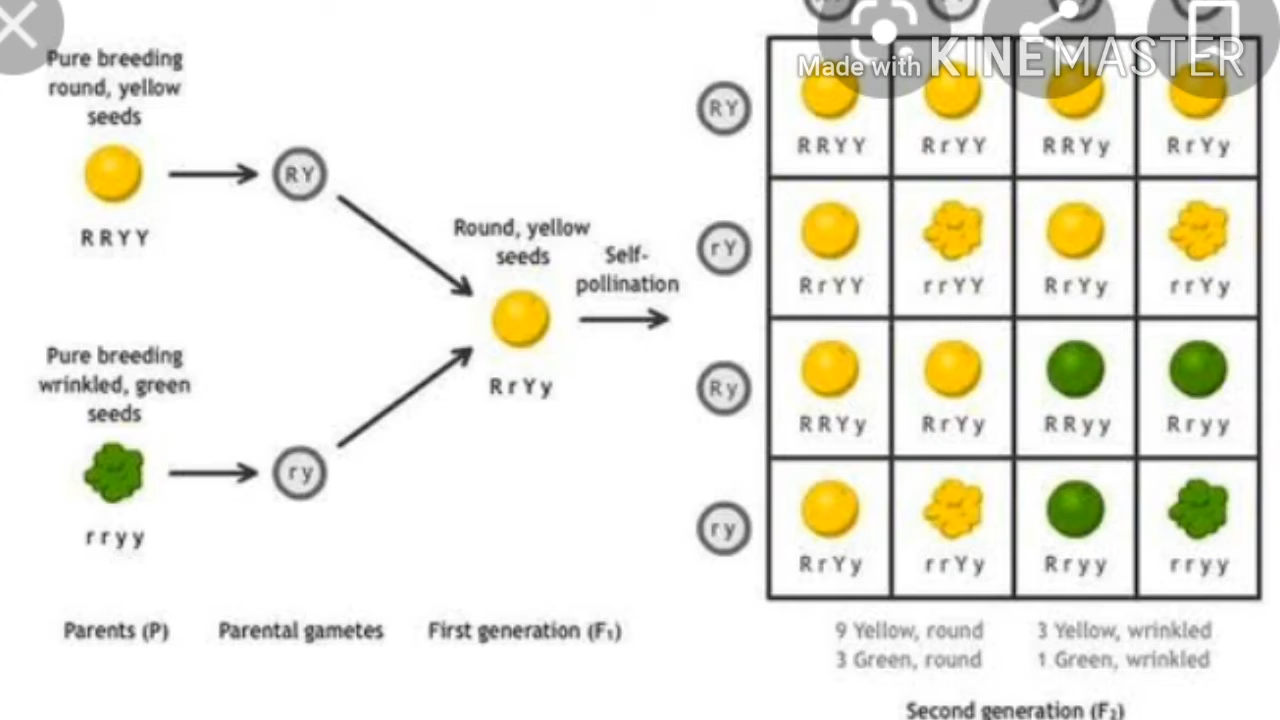 Made with KINEMASTER
Pure breeding
round, yellow
seeds
RY
RRYY
Round, yellow
seeds
Self-
pollination
RrYy
Pure breeding
wrinkled, green
seeds
ry
rryy
RY
RRYY RrYY RRYy RrYy
rY
RrYY rrYY RrYy rrYy
Ry
RRYy RrYy RRyy Rryy
ry
RrYy rrYy Rryy rryy
Parents (P) Parental gametes First generation (F₁)
9 Yellow, round 3 Yellow, wrinkled
3 Green, round 1 Green, wrinkled
Second generation (F₂)